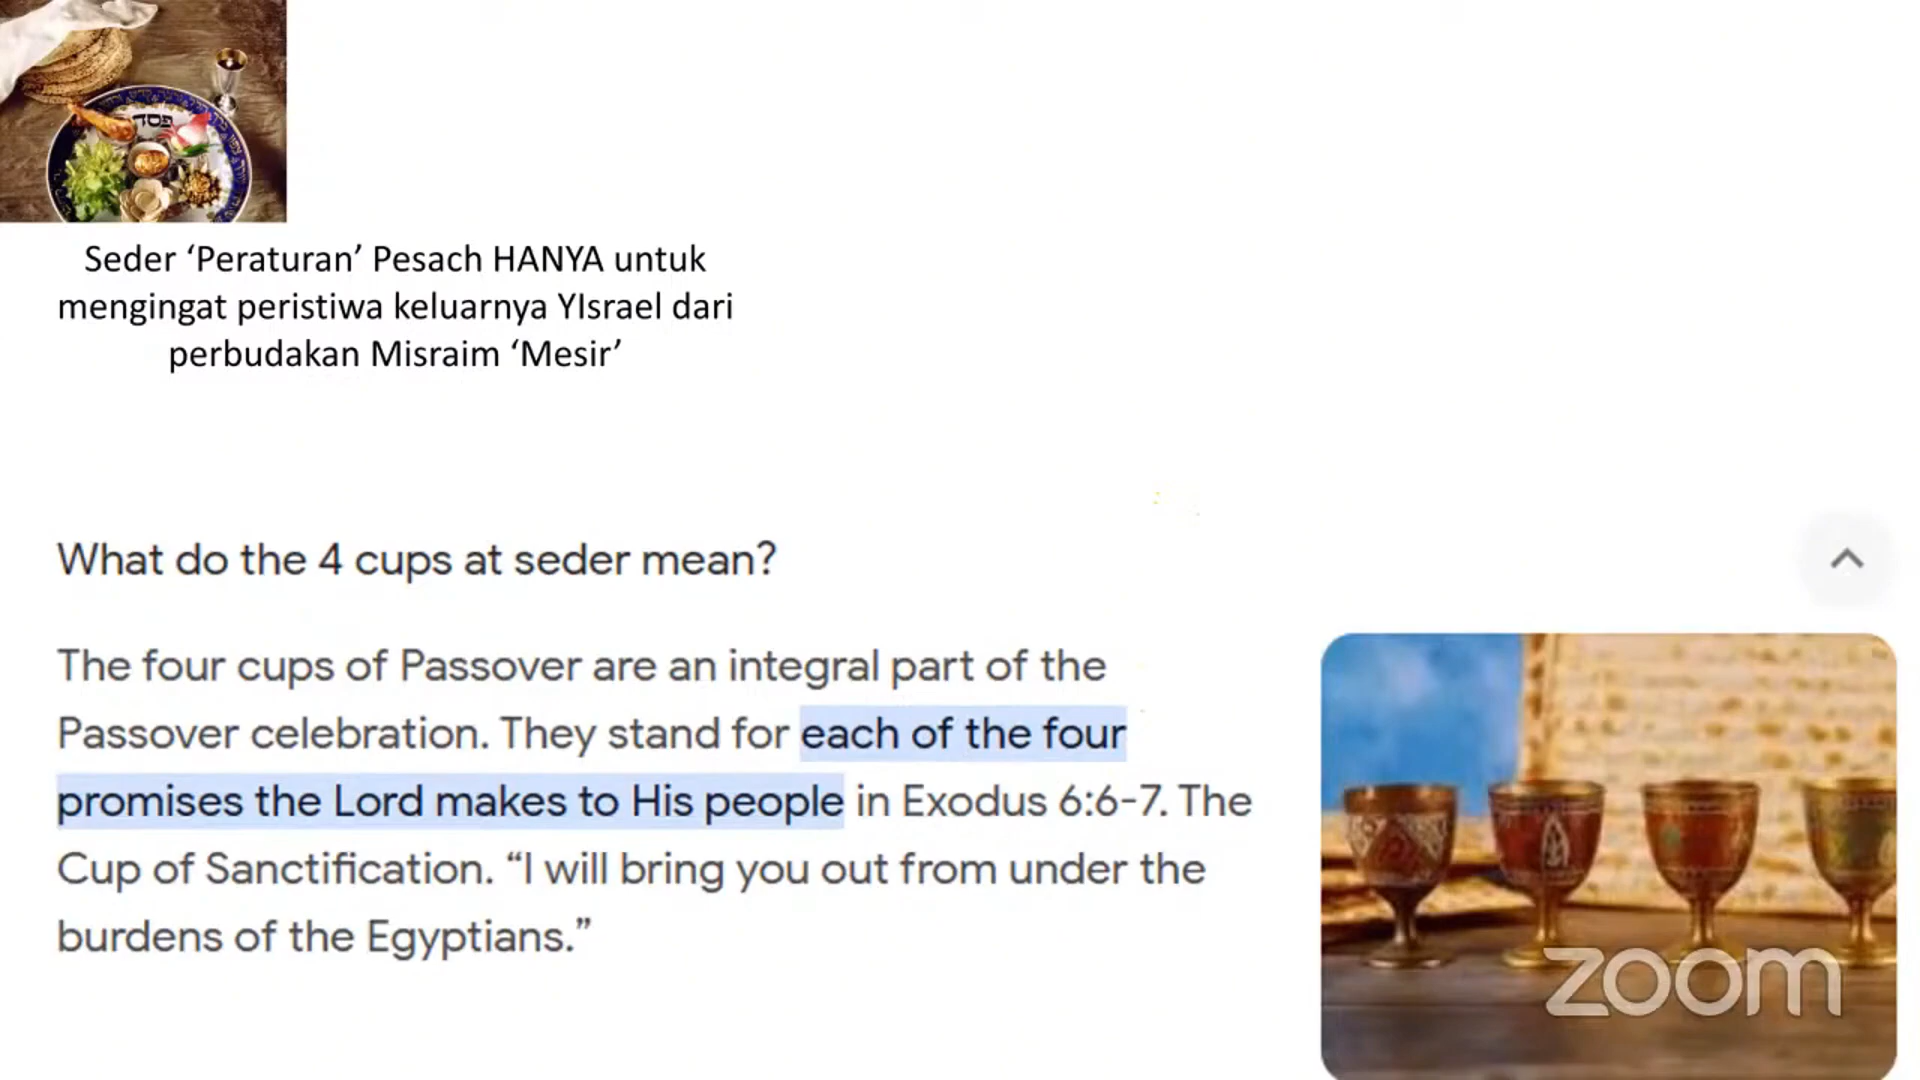 פסח
Seder ‘Peraturan’ Pesach HANYA untuk
mengingat peristiwa keluarnya YIsrael dari
perbudakan Misraim ‘Mesir’
What do the 4 cups at seder mean?
The four cups of Passover are an integral part of the
Passover celebration. They stand for each of the four
promises the Lord makes to His people in Exodus 6:6-7. The
Cup of Sanctification. “I will bring you out from under the
burdens of the Egyptians.”
zoom